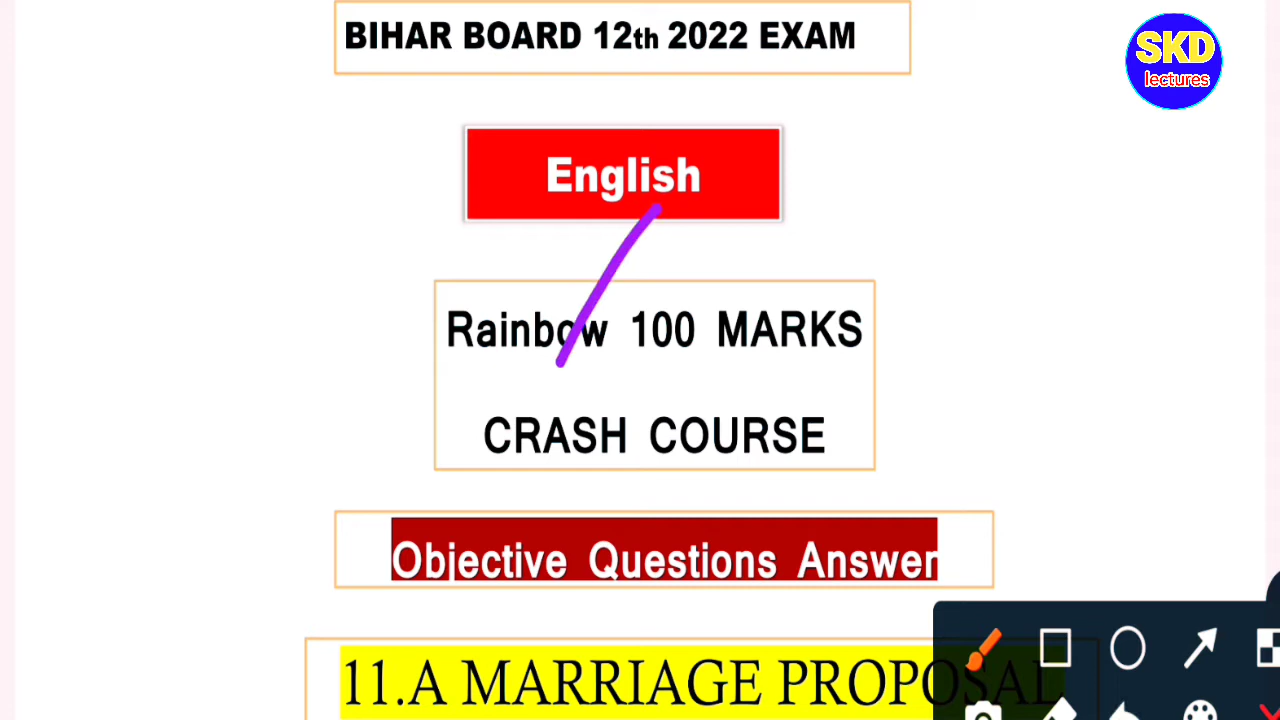 BIHAR BOARD 12th 2022 EXAM
SKD
lectures
English
Rainbow 100 MARKS
CRASH COURSE
Objective Questions Answer
11.A MARRIAGE PROPOSAL